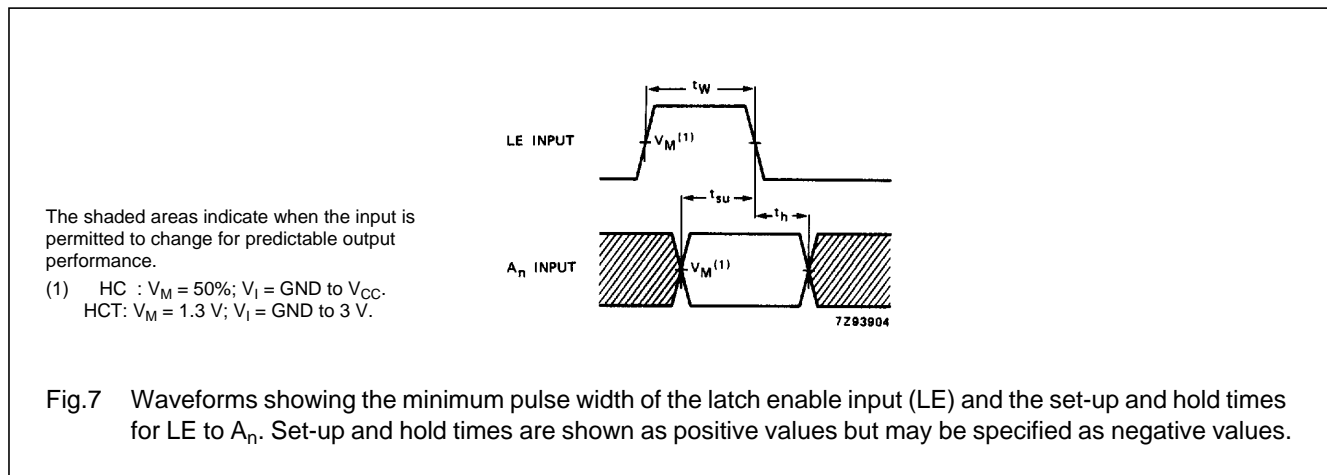 t_W
LE INPUT
V_M(1)
t_su
t_h
A_n INPUT
V_M(1)
7Z93904
The shaded areas indicate when the input is
permitted to change for predictable output
performance.
(1) HC : V_M = 50%; V_I = GND to V_CC.
HCT: V_M = 1.3 V; V_I = GND to 3 V.
Fig.7 Waveforms showing the minimum pulse width of the latch enable input (LE) and the set-up and hold times
for LE to A_n. Set-up and hold times are shown as positive values but may be specified as negative values.